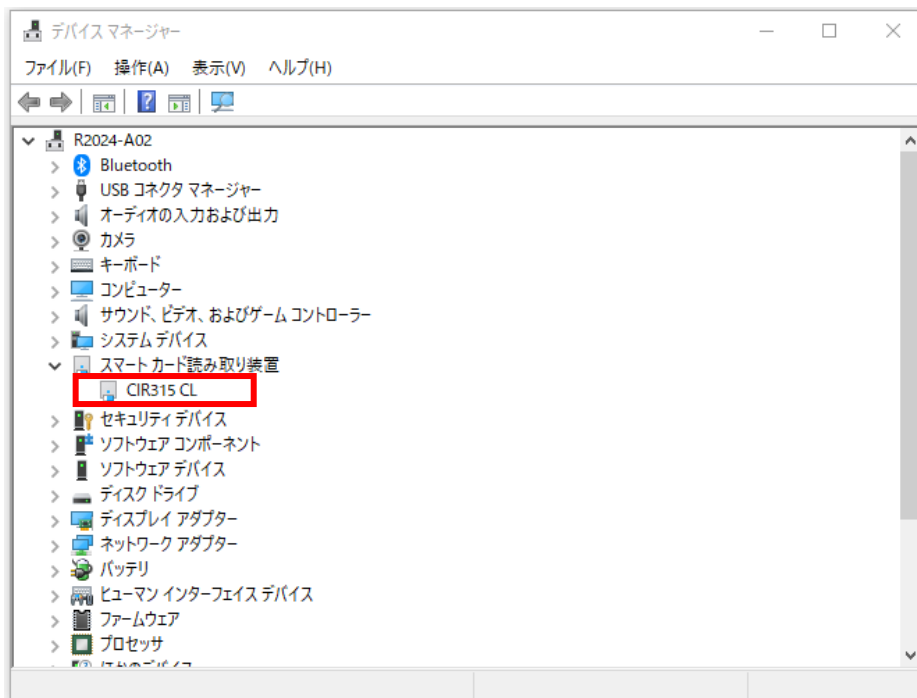 デバイス マネージャー
ファイル(F) 操作(A) 表示(V) ヘルプ(H)
R2024-A02
Bluetooth
USB コネクタ マネージャー
オーディオの入力および出力
カメラ
キーボード
コンピューター
サウンド、ビデオ、およびゲーム コントローラー
システム デバイス
スマート カード読み取り装置
CIR315 CL
セキュリティ デバイス
ソフトウェア コンポーネント
ソフトウェア デバイス
ディスク ドライブ
ディスプレイ アダプター
ネットワーク アダプター
バッテリ
ヒューマン インターフェイス デバイス
ファームウェア
プロセッサ
ほかのデバイス